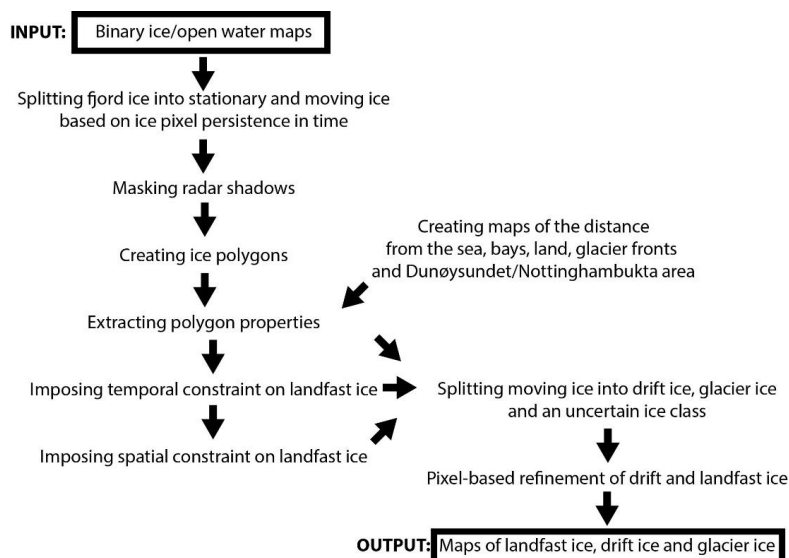 INPUT: Binary ice/open water maps
Splitting fjord ice into stationary and moving ice
based on ice pixel persistence in time
Masking radar shadows
Creating ice polygons
Creating maps of the distance
from the sea, bays, land, glacier fronts
and Dunøysundet/Nottinghambukta area
Extracting polygon properties
Imposing temporal constraint on landfast ice
Imposing spatial constraint on landfast ice
Splitting moving ice into drift ice, glacier ice
and an uncertain ice class
Pixel-based refinement of drift and landfast ice
OUTPUT: Maps of landfast ice, drift ice and glacier ice